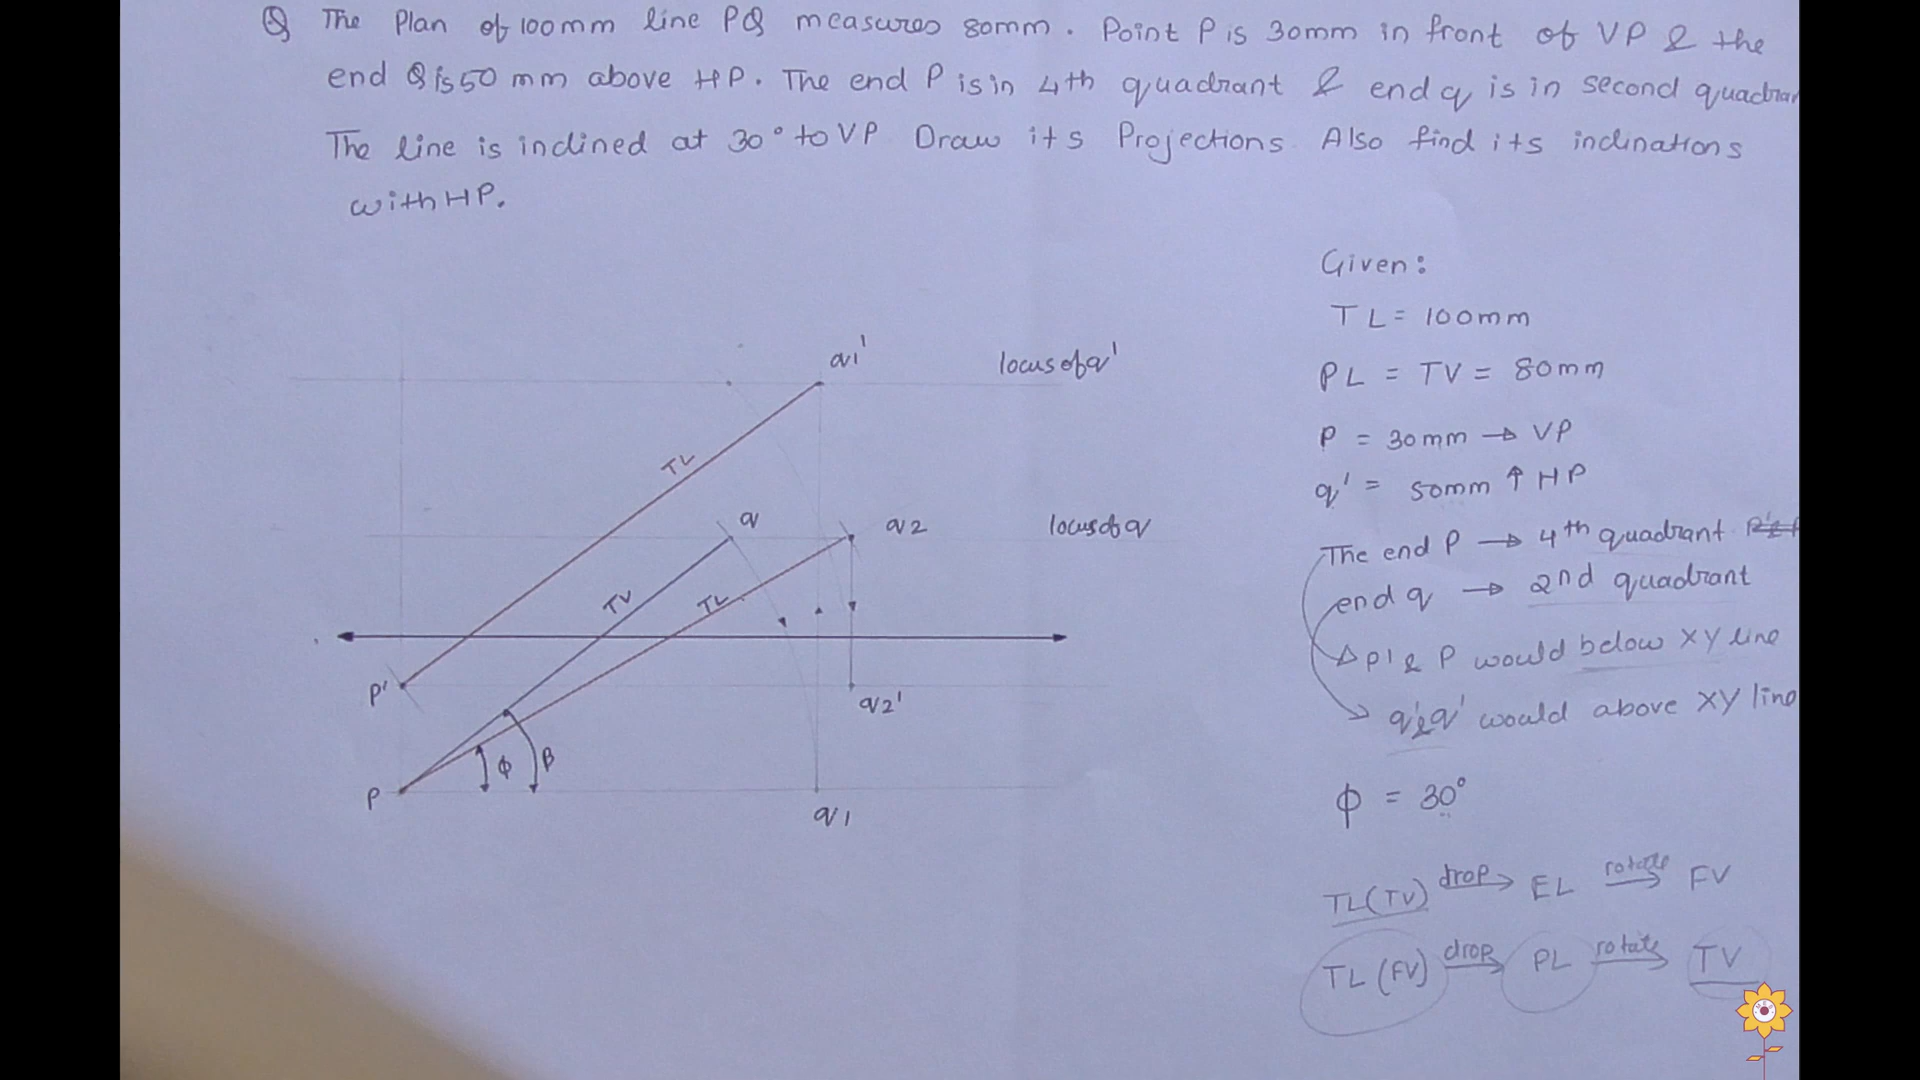 Q The Plan of 100mm line PQ measures 80mm. Point P is 30mm in front of VP & the
end Q is 50 mm above HP. The end P is in 4th quadrant & end q is in second
The line is inclined at 30° to VP Draw its Projections. Also find its inclinations
with HP.
Given:
TL = 100mm
PL = TV = 80mm
P = 30mm → VP
q' = 50mm ↑ HP
The end P → 4th quadrant
end q → 2nd quadrant
P' & P would below XY line
would above XY line
ϕ = 30°
TL(TV) drop→ EL rotate→ FV
TL (FV) drop→ PL rotate→ TV
q1'
locus of q'
TL
q
q2
locus of q
TV
TL
P'
q2'
ϕ
β
P
q1